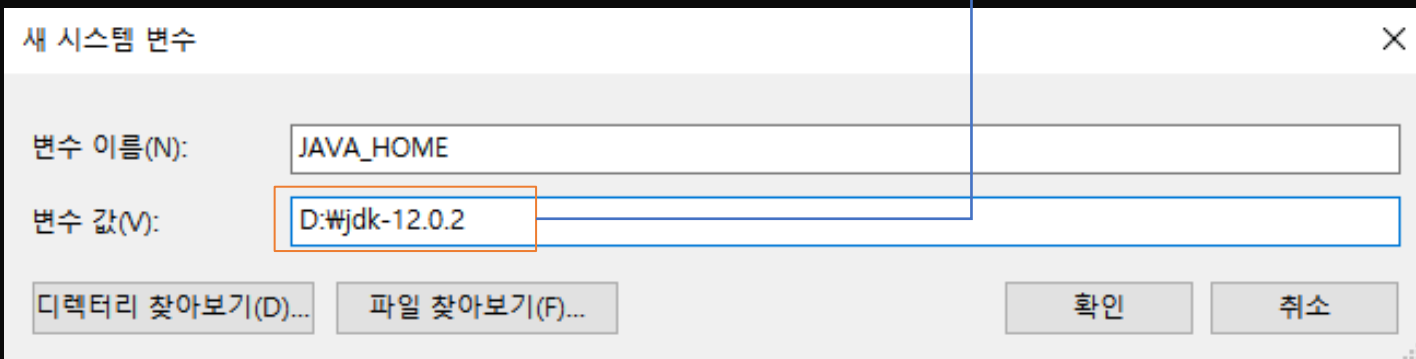 새 시스템 변수
변수 이름(N): JAVA_HOME
변수 값(V): D:₩jdk-12.0.2
디렉터리 찾아보기(D)... 파일 찾아보기(F)... 확인 취소